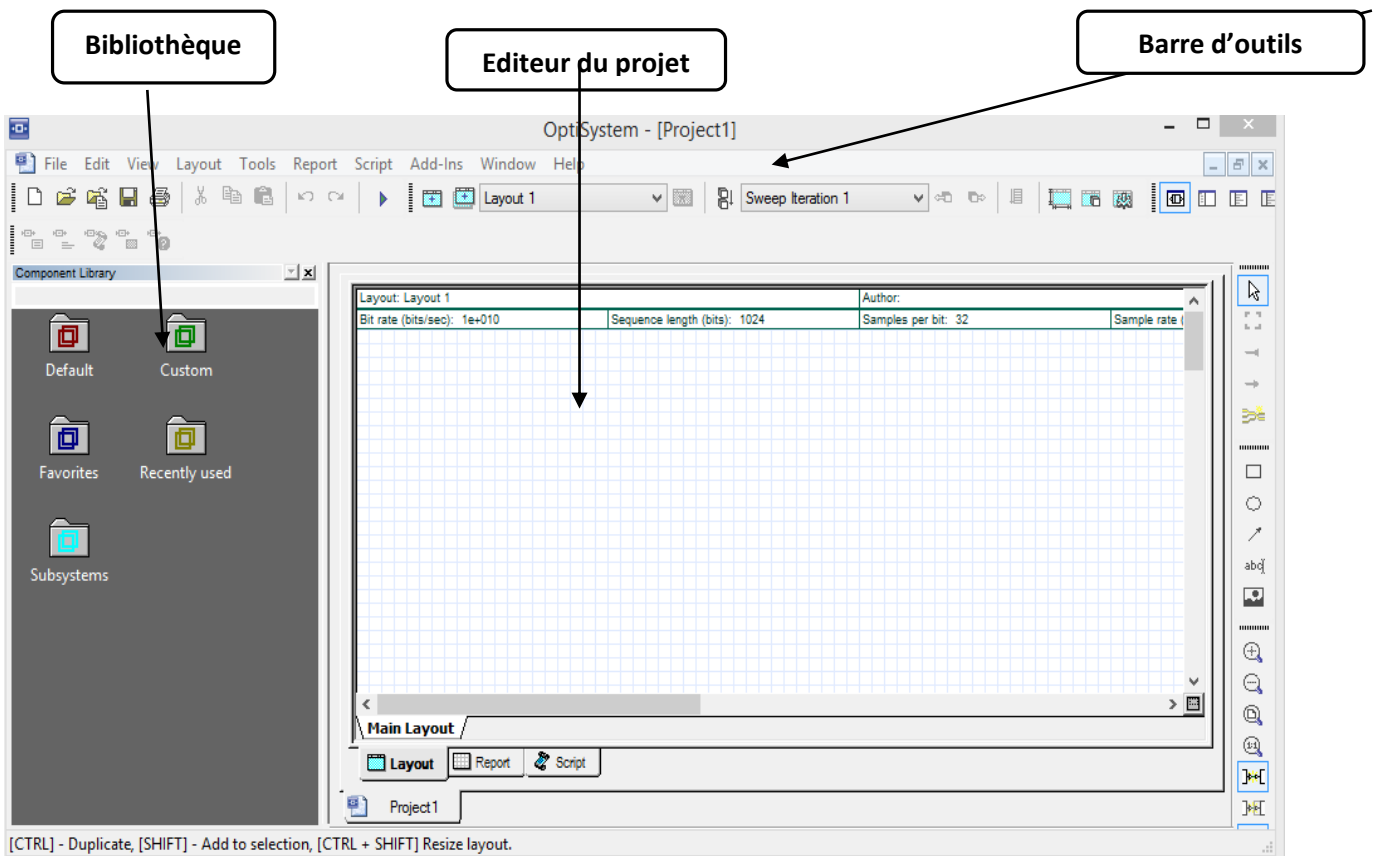 Bibliothèque
Editeur du projet
Barre d'outils
OptiSystem - [Project1]
File Edit View Layout Tools Report Script Add-Ins Window Help
Layout 1
Sweep Iteration 1
Component Library
Default
Custom
Favorites
Recently used
Subsystems
Layout: Layout 1
Author:
Bit rate (bits/sec): 1e+010
Sequence length (bits): 1024
Samples per bit: 32
Sample rate (
abc
1:1
Main Layout
Layout
Report
Script
Project1
[CTRL] - Duplicate, [SHIFT] - Add to selection, [CTRL + SHIFT] Resize layout.